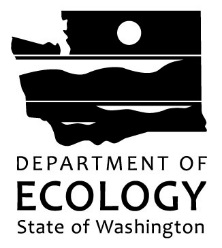 DEPARTMENT OF
ECOLOGY
State of Washington